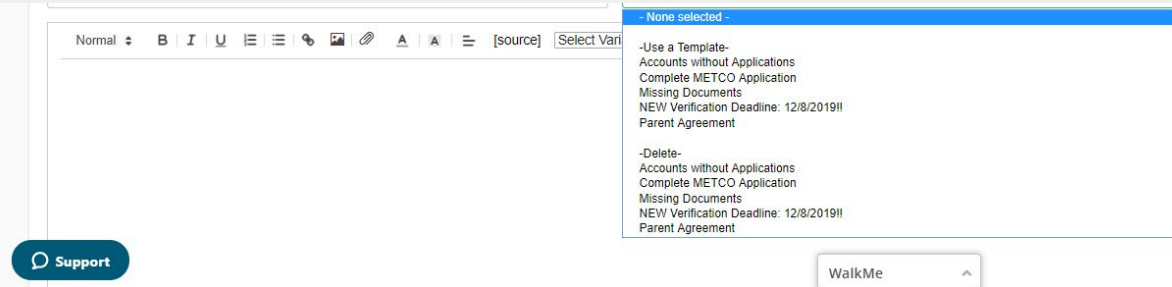 - None selected -
Normal B I U A A [source] Select Vari
-Use a Template-
Accounts without Applications
Complete METCO Application
Missing Documents
NEW Verification Deadline: 12/8/2019!!
Parent Agreement
-Delete-
Accounts without Applications
Complete METCO Application
Missing Documents
NEW Verification Deadline: 12/8/2019!!
Parent Agreement
Support
WalkMe